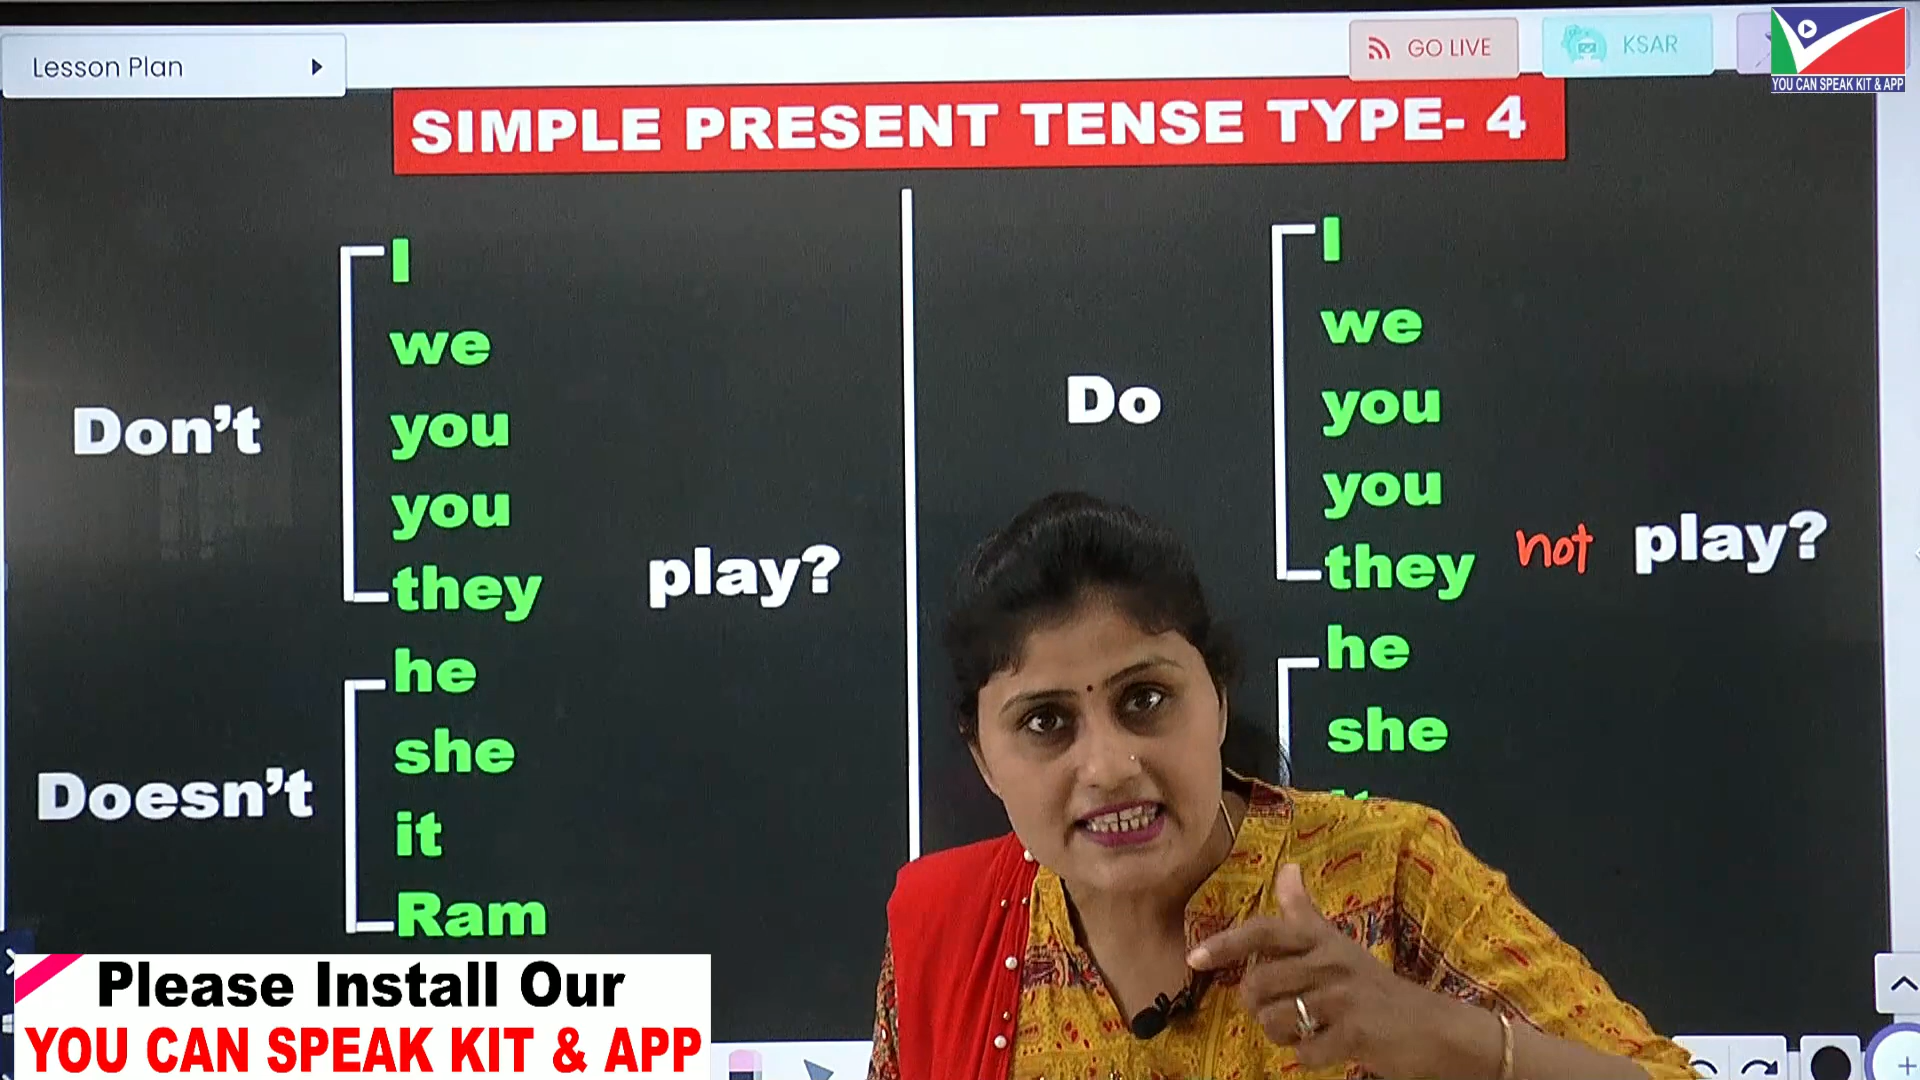 Lesson Plan
GO LIVE
KSAR
YOU CAN SPEAK KIT & APP
SIMPLE PRESENT TENSE TYPE- 4
Don't
I
we
you
you
they
play?
Doesn't
he
she
it
Ram
Do
I
we
you
you
they
not play?
he
she
Please Install Our
YOU CAN SPEAK KIT & APP